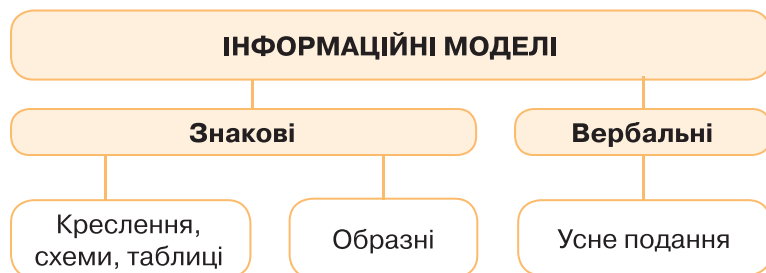 ІНФОРМАЦІЙНІ МОДЕЛІ
Знакові
Вербальні
Креслення,
схеми, таблиці
Образні
Усне подання